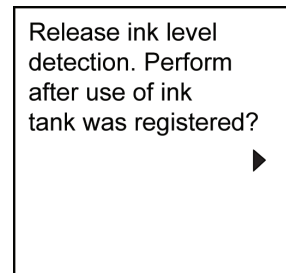 Release ink level
detection. Perform
after use of ink
tank was registered?